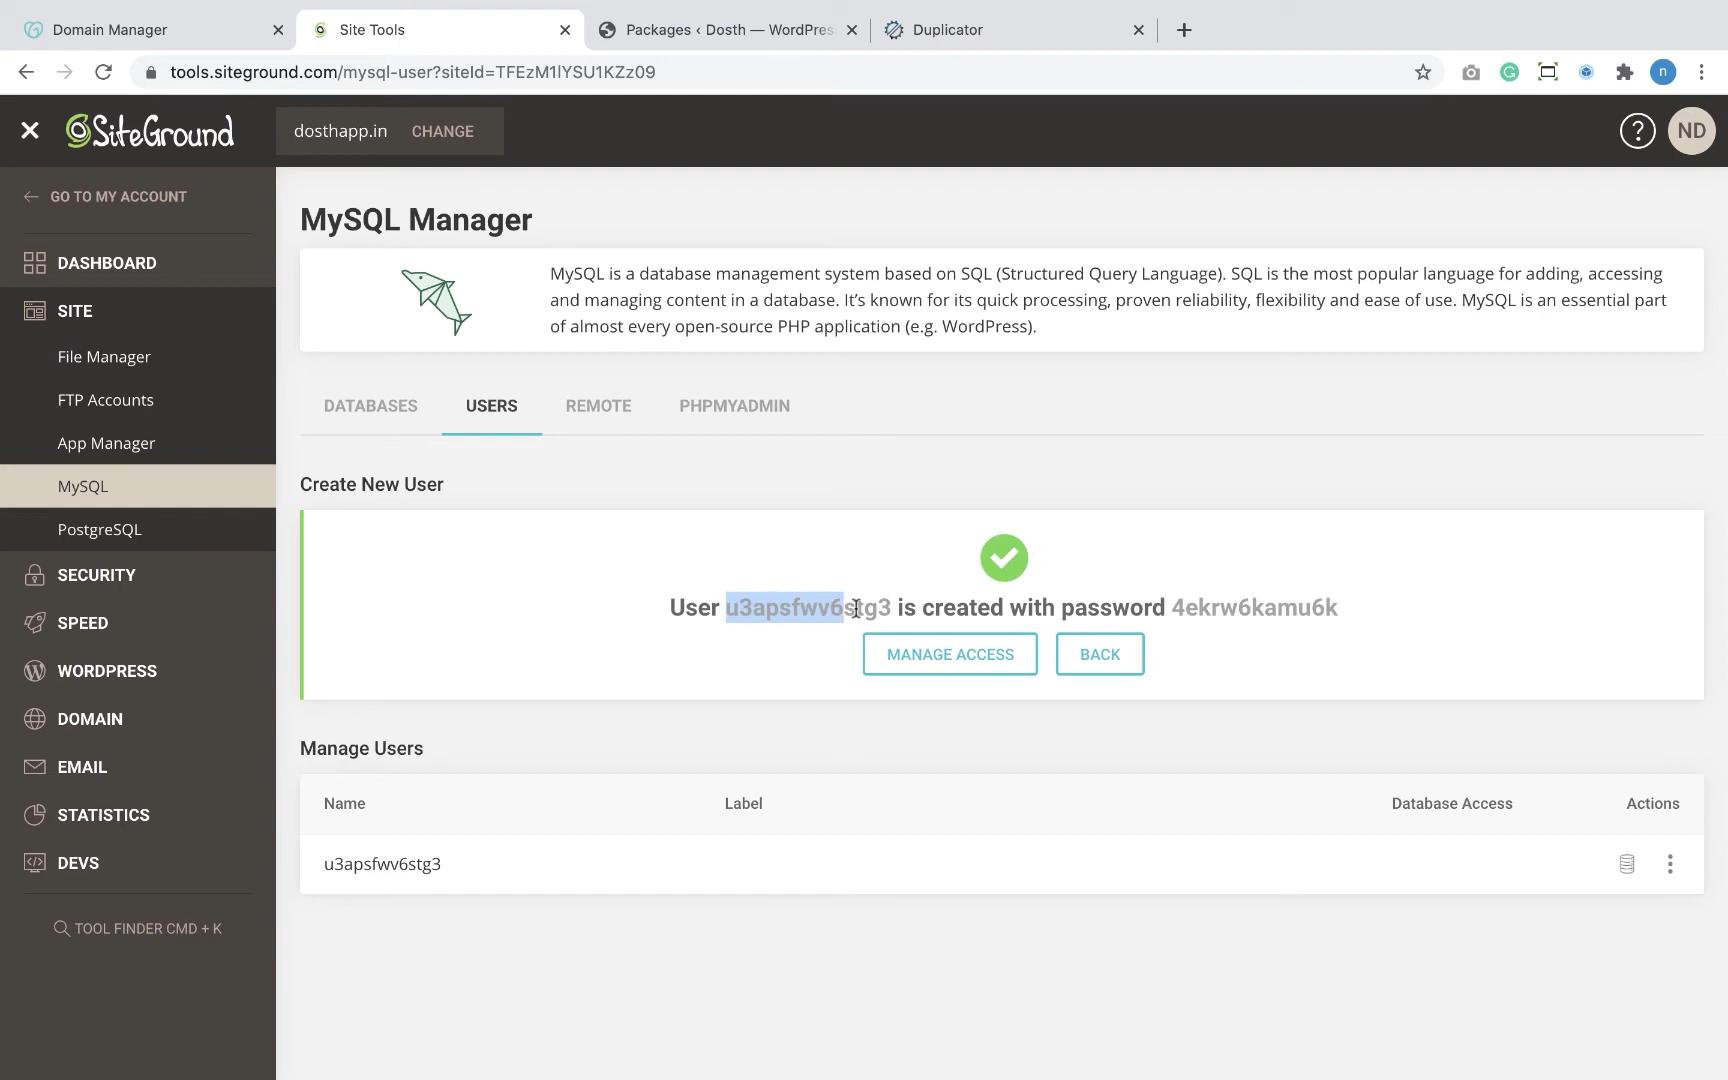 Domain Manager
Site Tools
Packages ‹ Dosth — WordPres
Duplicator
tools.siteground.com/mysql-user?siteId=TFEzM1lYSU1KZz09
n
SiteGround
dosthapp.in CHANGE
?
ND
GO TO MY ACCOUNT
DASHBOARD
SITE
File Manager
FTP Accounts
App Manager
MySQL
PostgreSQL
SECURITY
SPEED
WORDPRESS
DOMAIN
EMAIL
STATISTICS
DEVS
TOOL FINDER CMD + K
MySQL Manager
MySQL is a database management system based on SQL (Structured Query Language). SQL is the most popular language for adding, accessing
and managing content in a database. It’s known for its quick processing, proven reliability, flexibility and ease of use. MySQL is an essential part
of almost every open-source PHP application (e.g. WordPress).
DATABASES USERS REMOTE PHPMYADMIN
Create New User
User u3apsfwv6stg3 is created with password 4ekrw6kamu6k
MANAGE ACCESS BACK
Manage Users
Name Label Database Access Actions
u3apsfwv6stg3